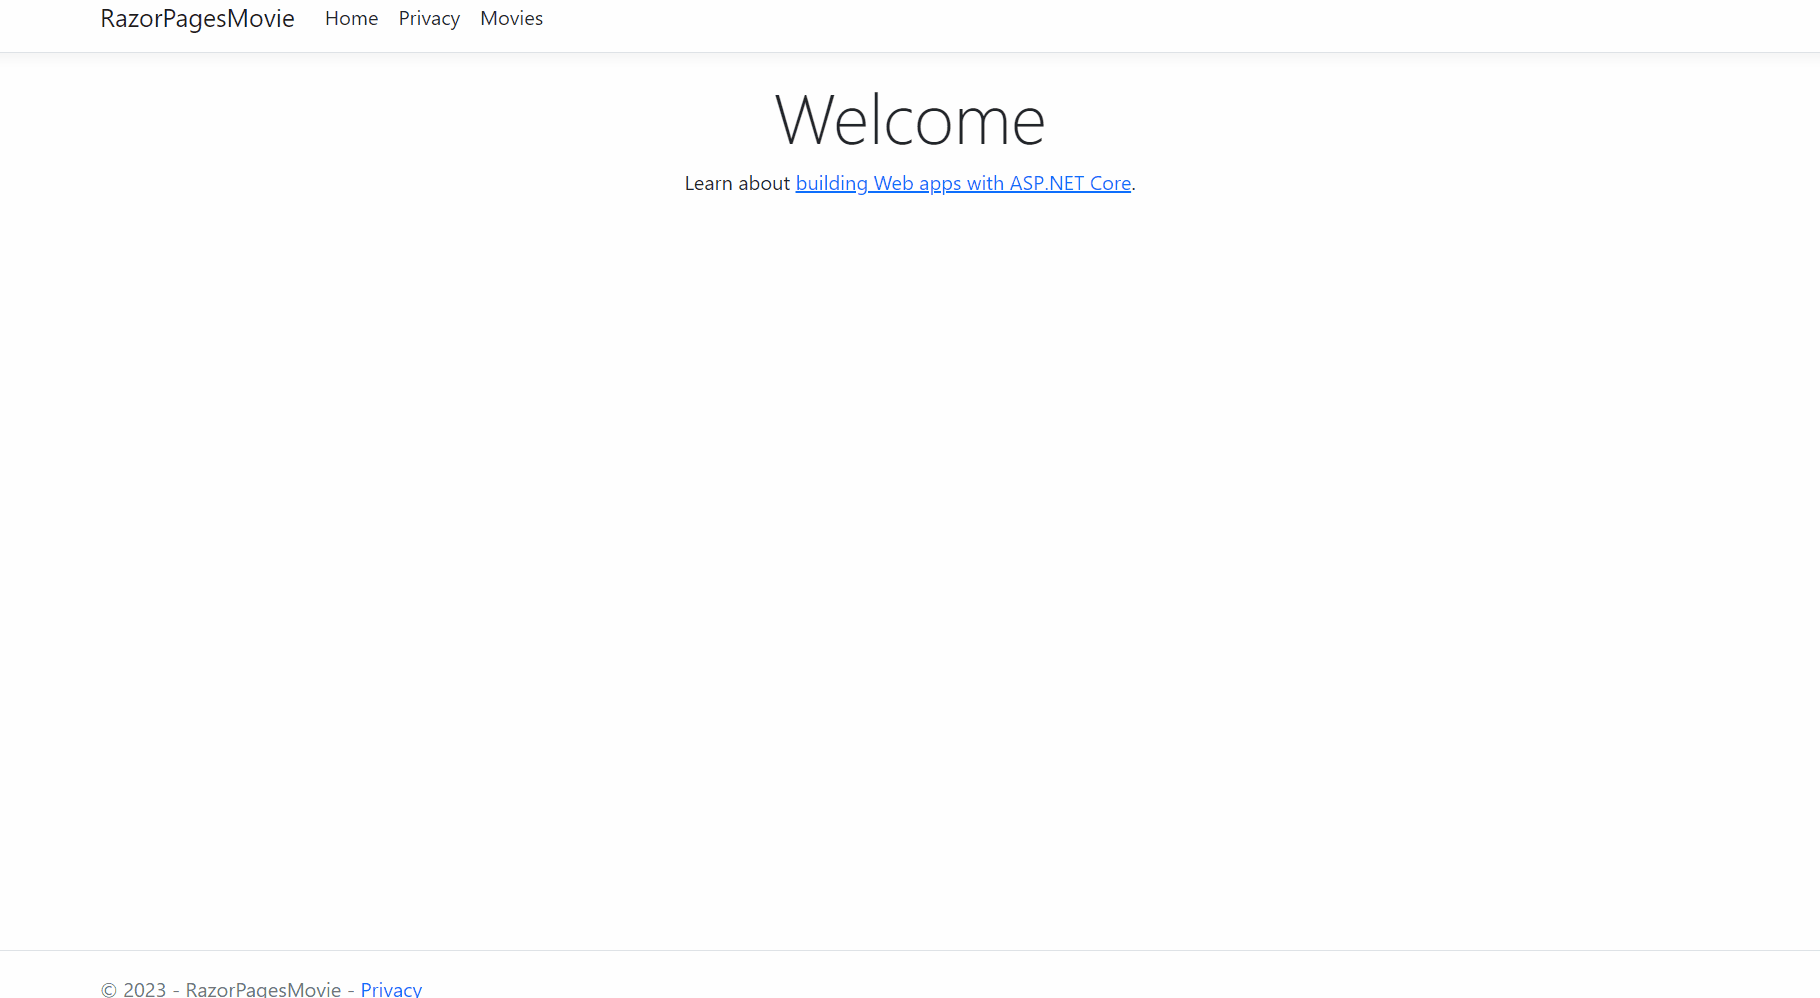 RazorPagesMovie Home Privacy Movies
Welcome
Learn about building Web apps with ASP.NET Core.
© 2023 - RazorPagesMovie - Privacy